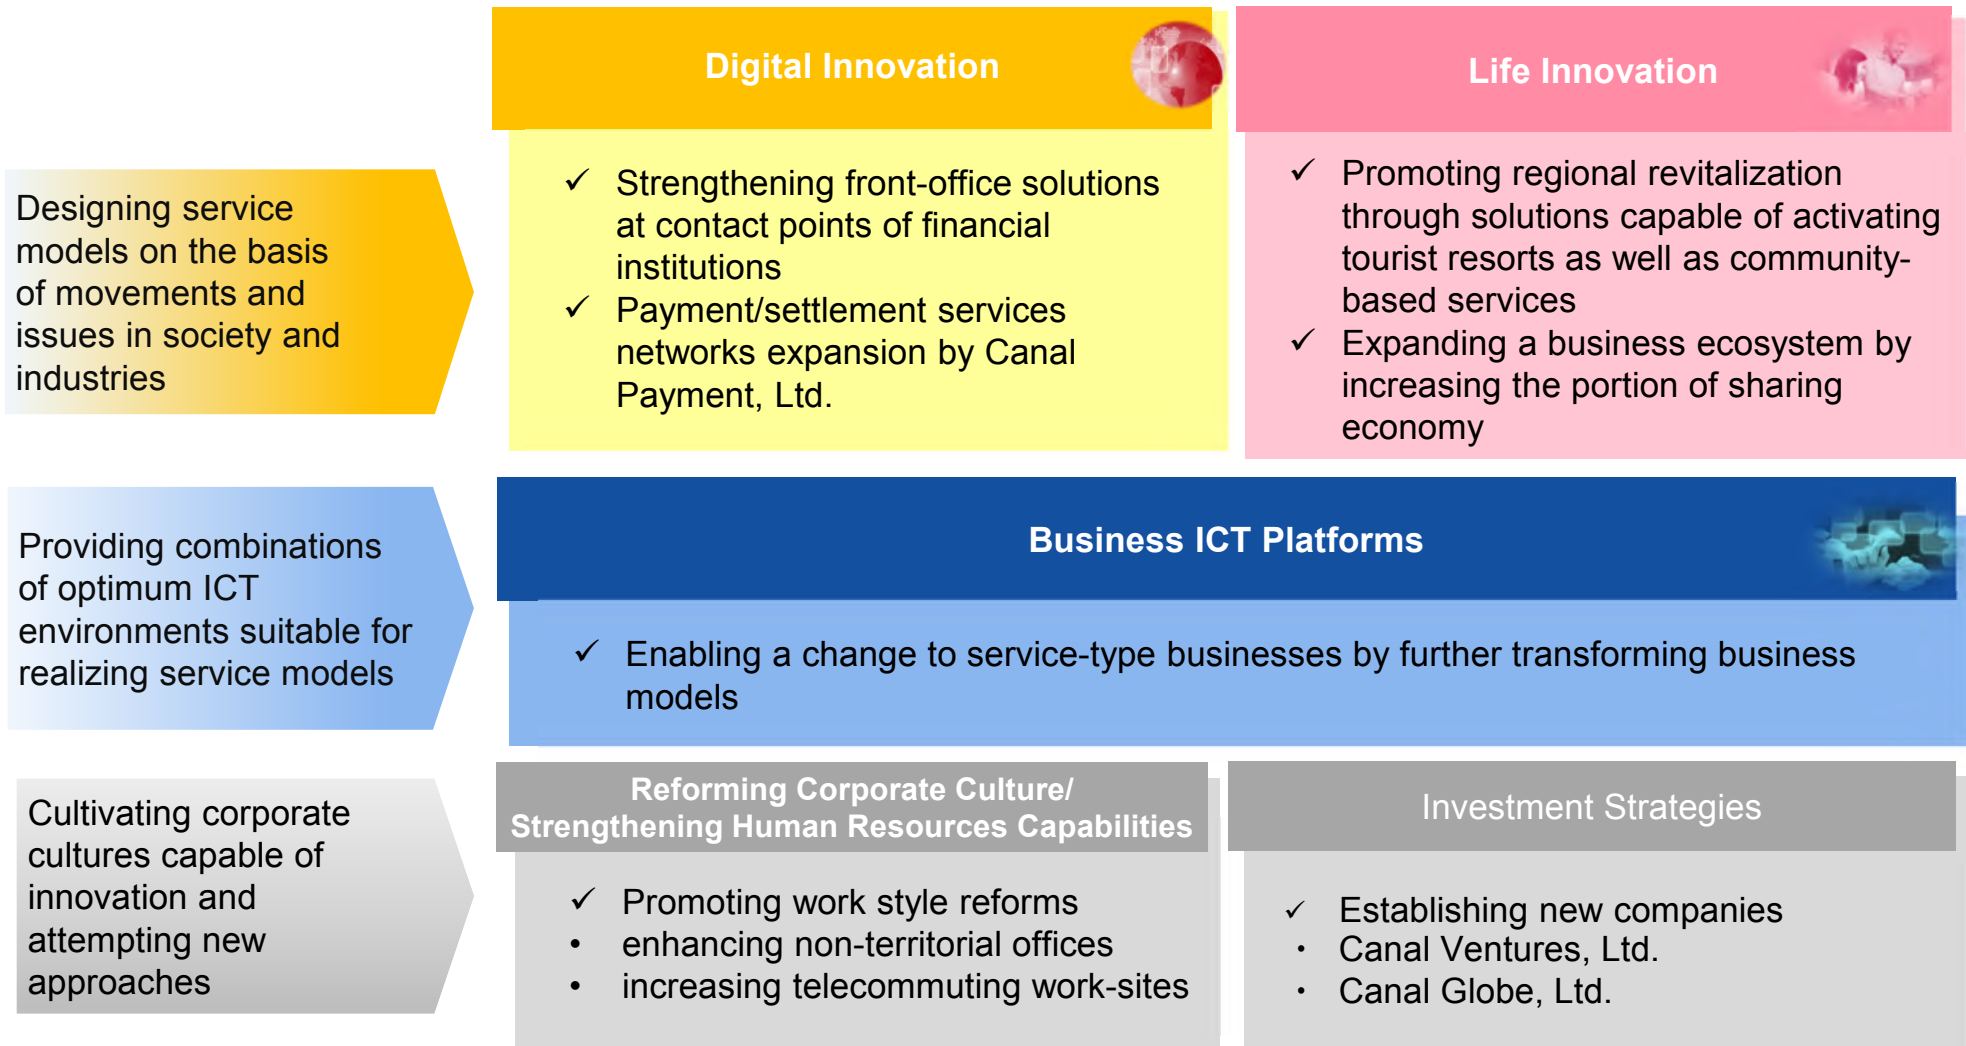 Digital Innovation
Life Innovation
Designing service
models on the basis
of movements and
issues in society and
industries
✓ Strengthening front-office solutions
at contact points of financial
institutions
✓ Payment/settlement services
networks expansion by Canal
Payment, Ltd.
✓ Promoting regional revitalization
through solutions capable of activating
tourist resorts as well as community-
based services
✓ Expanding a business ecosystem by
increasing the portion of sharing
economy
Providing combinations
of optimum ICT
environments suitable for
realizing service models
Business ICT Platforms
✓ Enabling a change to service-type businesses by further transforming business
models
Cultivating corporate
cultures capable of
innovation and
attempting new
approaches
Reforming Corporate Culture/
Strengthening Human Resources Capabilities
✓ Promoting work style reforms
• enhancing non-territorial offices
• increasing telecommuting work-sites
Investment Strategies
✓ Establishing new companies
・ Canal Ventures, Ltd.
・ Canal Globe, Ltd.